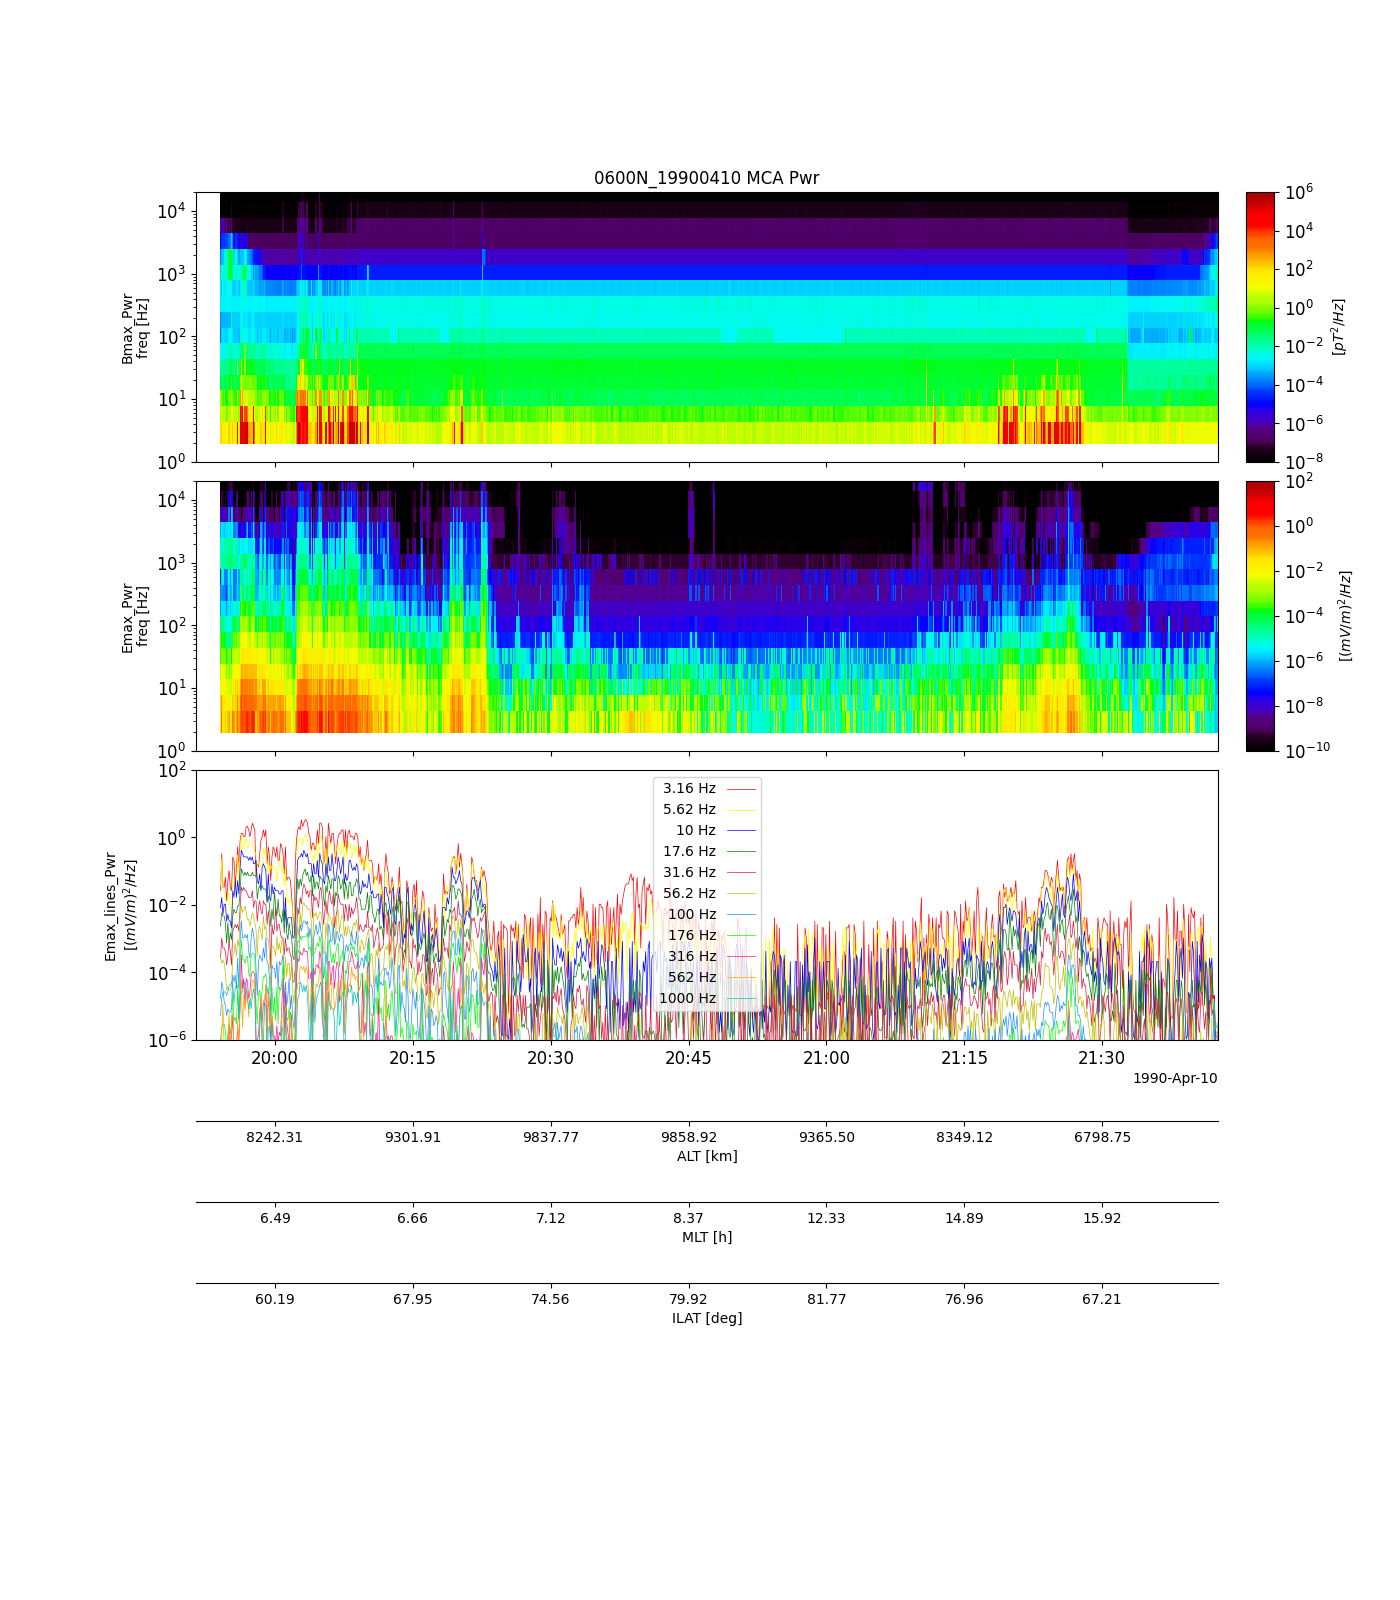 0600N_19900410 MCA Pwr
10^4
10^3
10^2
10^1
10^0
Bmax_Pwr
freq [Hz]
10^6
10^4
10^2
10^0
10^-2
10^-4
10^-6
10^-8
[pT^2/Hz]
10^4
10^3
10^2
10^1
10^0
Emax_Pwr
freq [Hz]
10^2
10^0
10^-2
10^-4
10^-6
10^-8
10^-10
[(mV/m)^2/Hz]
10^2
10^0
10^-2
10^-4
10^-6
Emax_lines_Pwr
[(mV/m)^2/Hz]
3.16 Hz
5.62 Hz
10 Hz
17.6 Hz
31.6 Hz
56.2 Hz
100 Hz
176 Hz
316 Hz
562 Hz
1000 Hz
20:00 20:15 20:30 20:45 21:00 21:15 21:30
1990-Apr-10
8242.31 9301.91 9837.77 9858.92 9365.50 8349.12 6798.75
ALT [km]
6.49 6.66 7.12 8.37 12.33 14.89 15.92
MLT [h]
60.19 67.95 74.56 79.92 81.77 76.96 67.21
ILAT [deg]